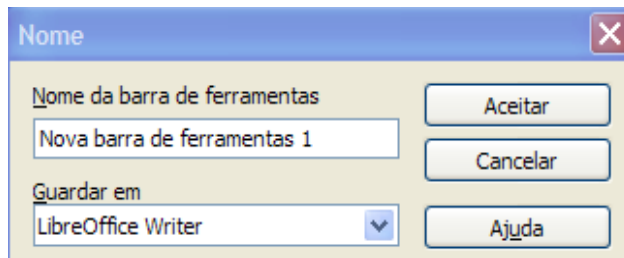 Nome
Nome da barra de ferramentas
Aceitar
Nova barra de ferramentas 1
Cancelar
Guardar em
LibreOffice Writer
Ajuda